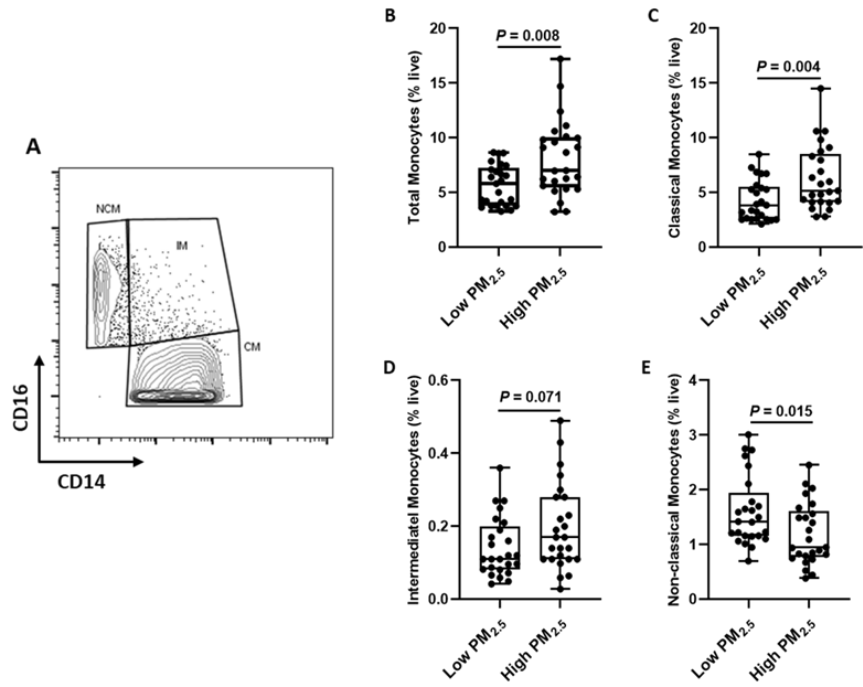 A
NCM
IM
CM
CD16
CD14
B
P = 0.008
Total Monocytes (% live)
20
15
10
5
0
Low PM2.5
High PM2.5
C
P = 0.004
Classical Monocytes (% live)
20
15
10
5
0
Low PM2.5
High PM2.5
D
P = 0.071
Intermediatel Monocytes (% live)
0.6
0.4
0.2
0.0
Low PM2.5
High PM2.5
E
P = 0.015
Non-classical Monocytes (% live)
4
3
2
1
0
Low PM2.5
High PM2.5